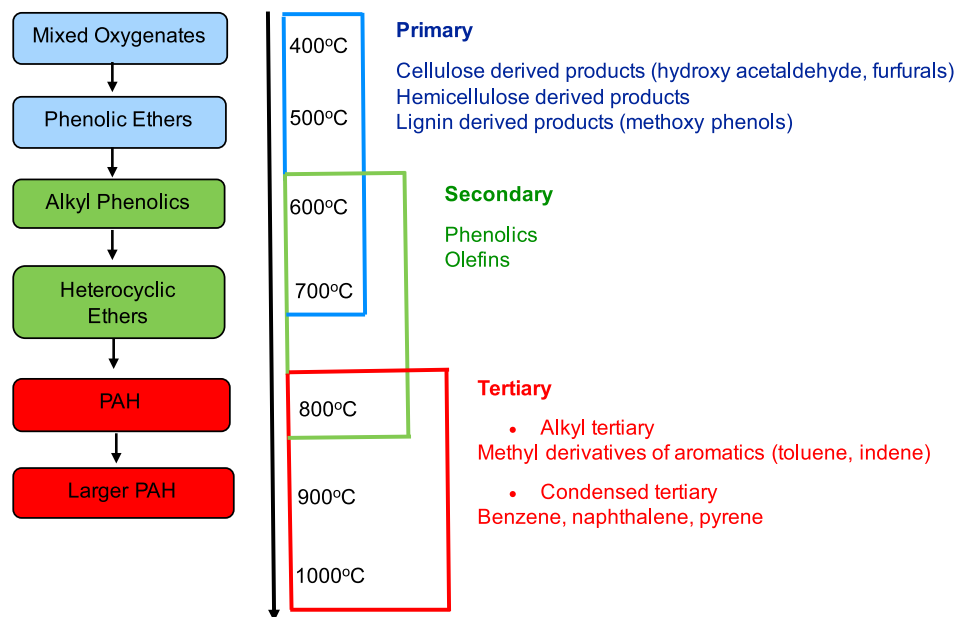 Mixed Oxygenates
Phenolic Ethers
Alkyl Phenolics
Heterocyclic
Ethers
PAH
Larger PAH
400°C
500°C
600°C
700°C
800°C
900°C
1000°C
Primary
Cellulose derived products (hydroxy acetaldehyde, furfurals)
Hemicellulose derived products
Lignin derived products (methoxy phenols)
Secondary
Phenolics
Olefins
Tertiary
• Alkyl tertiary
Methyl derivatives of aromatics (toluene, indene)
• Condensed tertiary
Benzene, naphthalene, pyrene